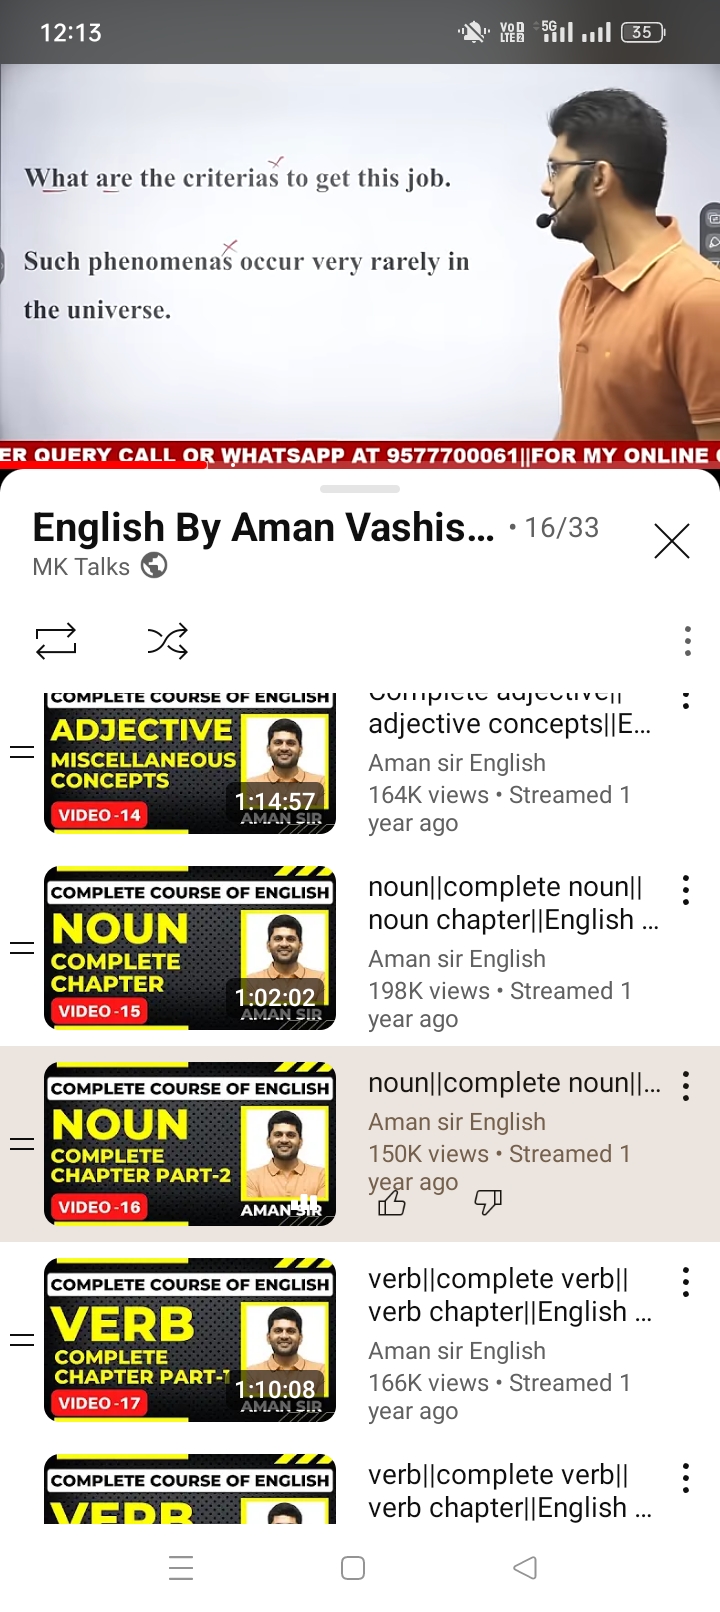 12:13
VoD
LTE2
5G
35
What are the criterias to get this job.
Such phenomenas occur very rarely in
the universe.
ER QUERY CALL OR WHATSAPP AT 9577700061||FOR MY ONLINE
English By Aman Vashis... • 16/33
MK Talks
COMPLETE COURSE OF ENGLISH
ADJECTIVE
MISCELLANEOUS
CONCEPTS
VIDEO -14
1:14:57
AMAN SIR
Complete adjective||
adjective concepts||E...
Aman sir English
164K views • Streamed 1
year ago
COMPLETE COURSE OF ENGLISH
NOUN
COMPLETE
CHAPTER
VIDEO -15
1:02:02
AMAN SIR
noun||complete noun||
noun chapter||English ...
Aman sir English
198K views • Streamed 1
year ago
COMPLETE COURSE OF ENGLISH
NOUN
COMPLETE
CHAPTER PART-2
VIDEO -16
AMAN SIR
noun||complete noun||...
Aman sir English
150K views • Streamed 1
year ago
COMPLETE COURSE OF ENGLISH
VERB
COMPLETE
CHAPTER PART-1
VIDEO -17
1:10:08
AMAN SIR
verb||complete verb||
verb chapter||English ...
Aman sir English
166K views • Streamed 1
year ago
COMPLETE COURSE OF ENGLISH
VERB
verb||complete verb||
verb chapter||English ...